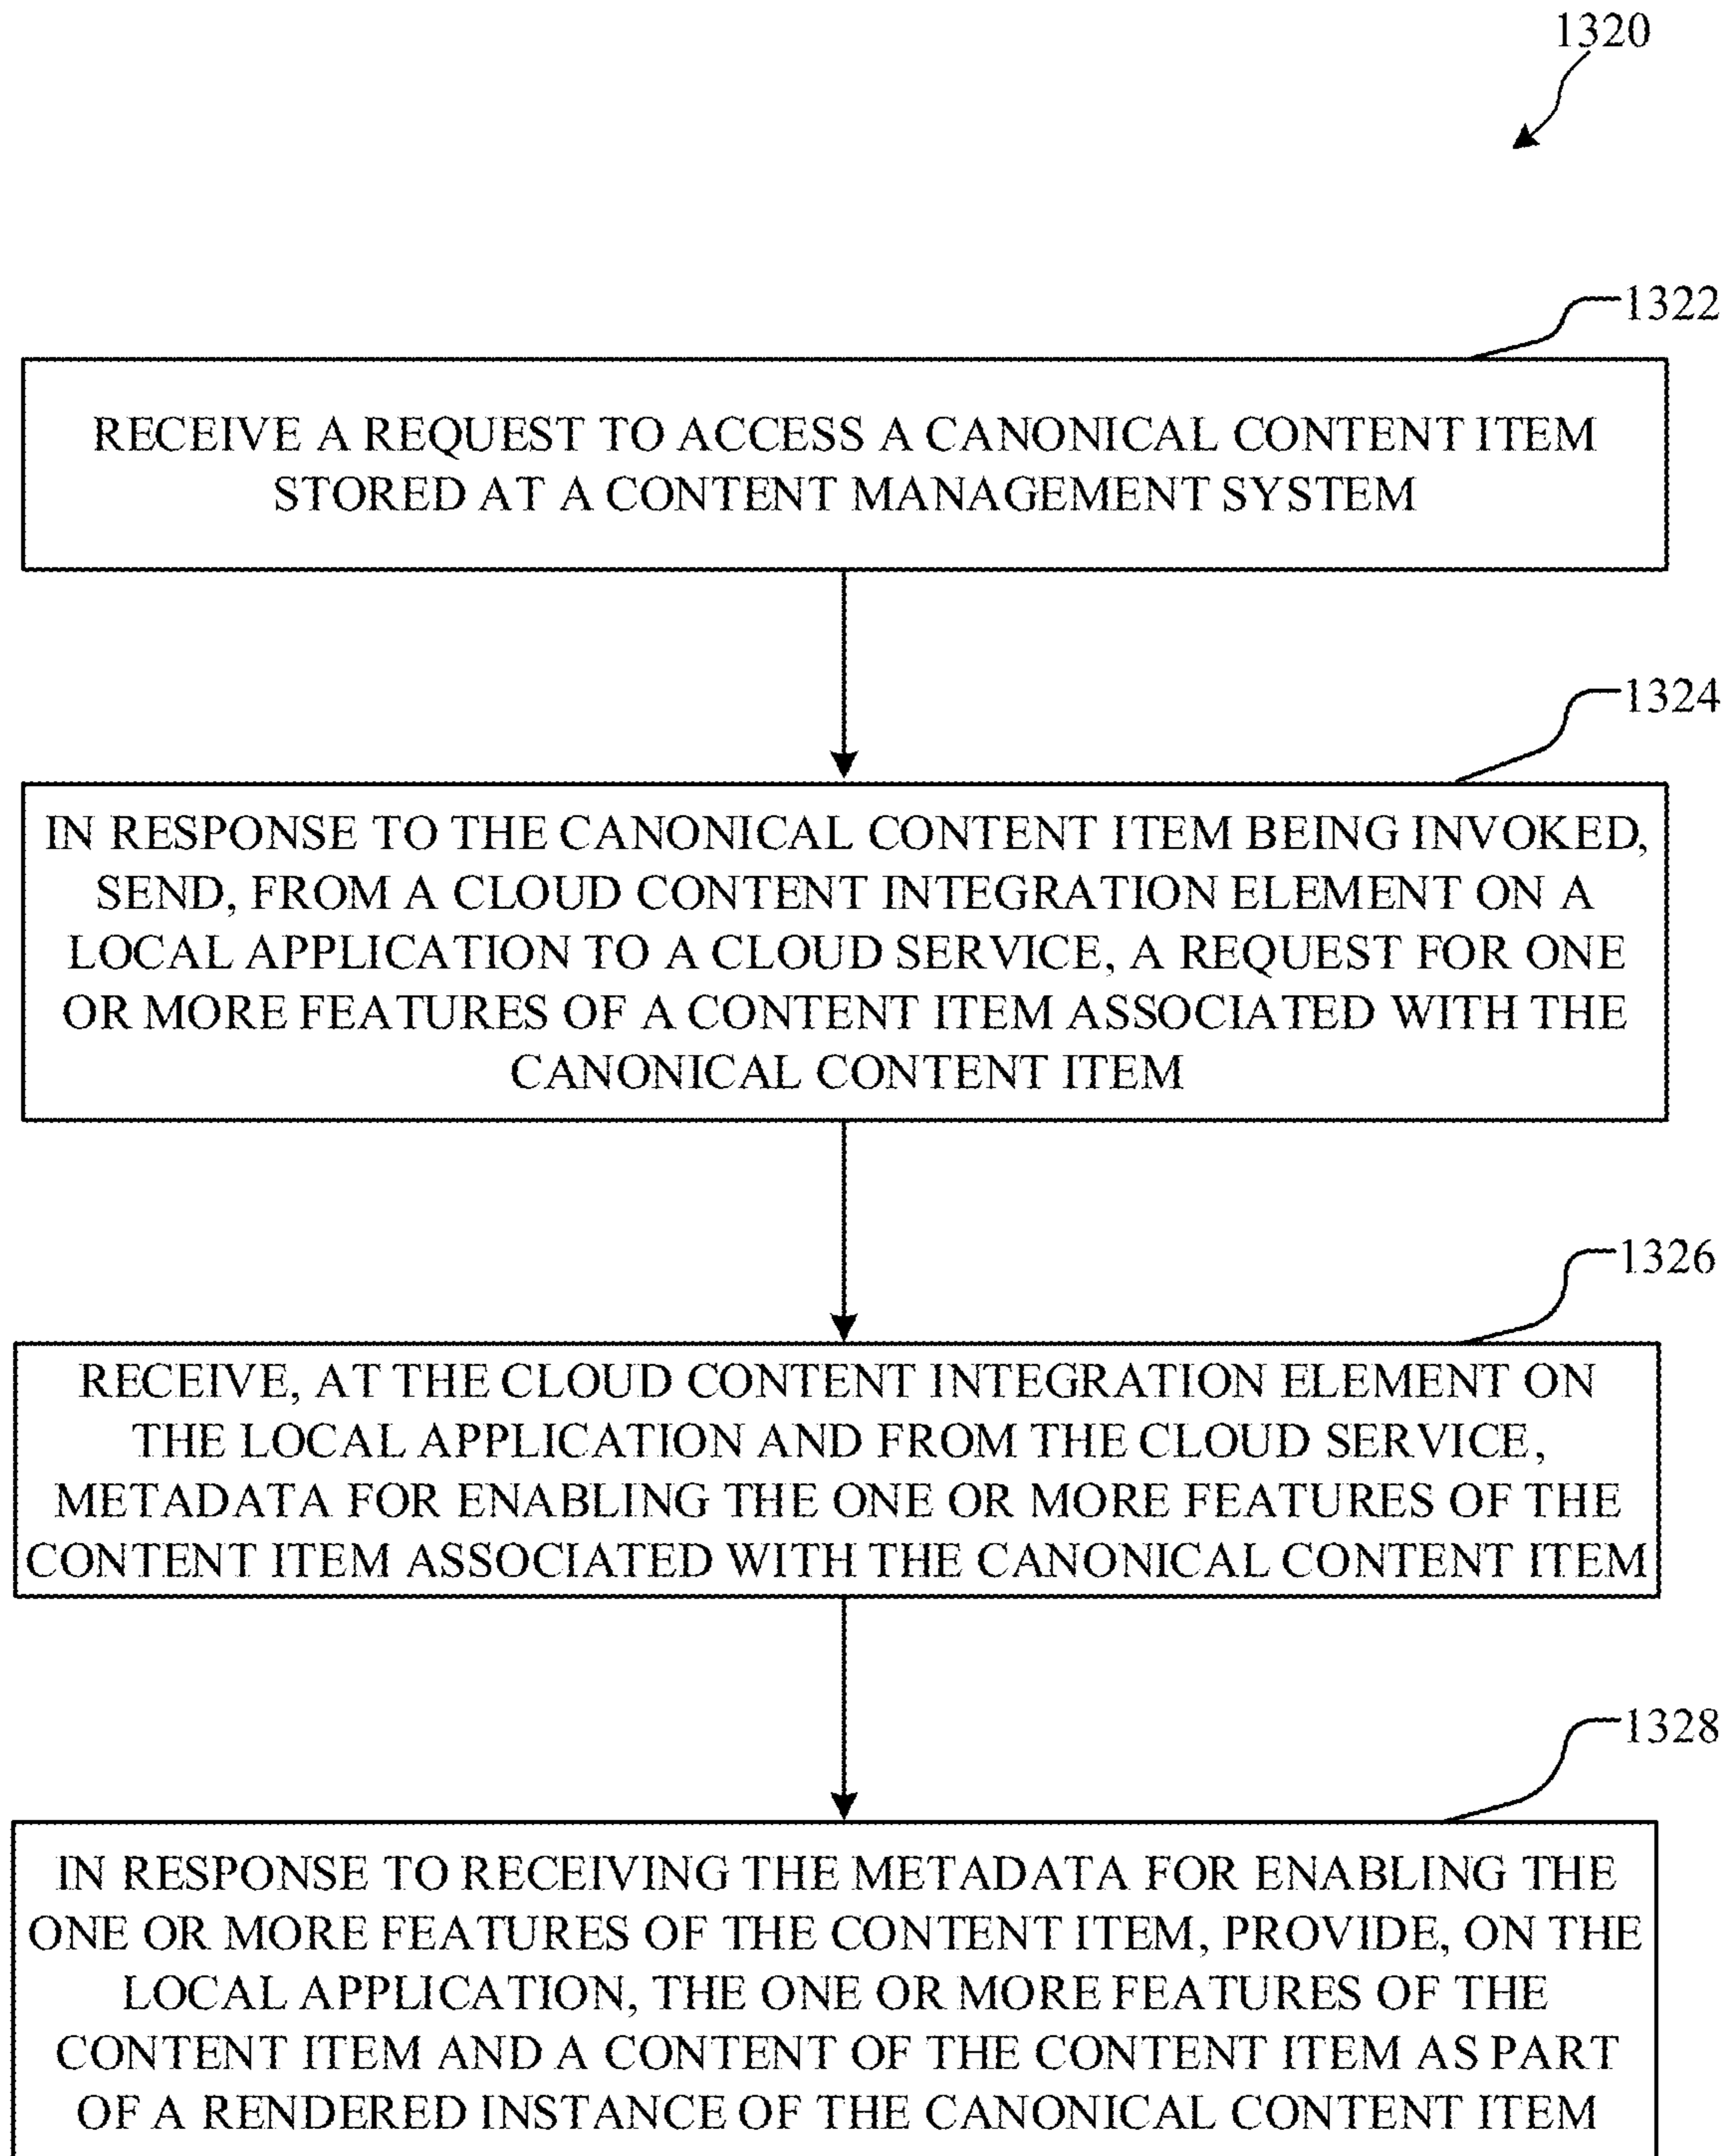 1320
1322
RECEIVE A REQUEST TO ACCESS A CANONICAL CONTENT ITEM
STORED AT A CONTENT MANAGEMENT SYSTEM
1324
IN RESPONSE TO THE CANONICAL CONTENT ITEM BEING INVOKED,
SEND, FROM A CLOUD CONTENT INTEGRATION ELEMENT ON A
LOCAL APPLICATION TO A CLOUD SERVICE, A REQUEST FOR ONE
OR MORE FEATURES OF A CONTENT ITEM ASSOCIATED WITH THE
CANONICAL CONTENT ITEM
1326
RECEIVE, AT THE CLOUD CONTENT INTEGRATION ELEMENT ON
THE LOCAL APPLICATION AND FROM THE CLOUD SERVICE,
METADATA FOR ENABLING THE ONE OR MORE FEATURES OF THE
CONTENT ITEM ASSOCIATED WITH THE CANONICAL CONTENT ITEM
1328
IN RESPONSE TO RECEIVING THE METADATA FOR ENABLING THE
ONE OR MORE FEATURES OF THE CONTENT ITEM, PROVIDE, ON THE
LOCAL APPLICATION, THE ONE OR MORE FEATURES OF THE
CONTENT ITEM AND A CONTENT OF THE CONTENT ITEM AS PART
OF A RENDERED INSTANCE OF THE CANONICAL CONTENT ITEM